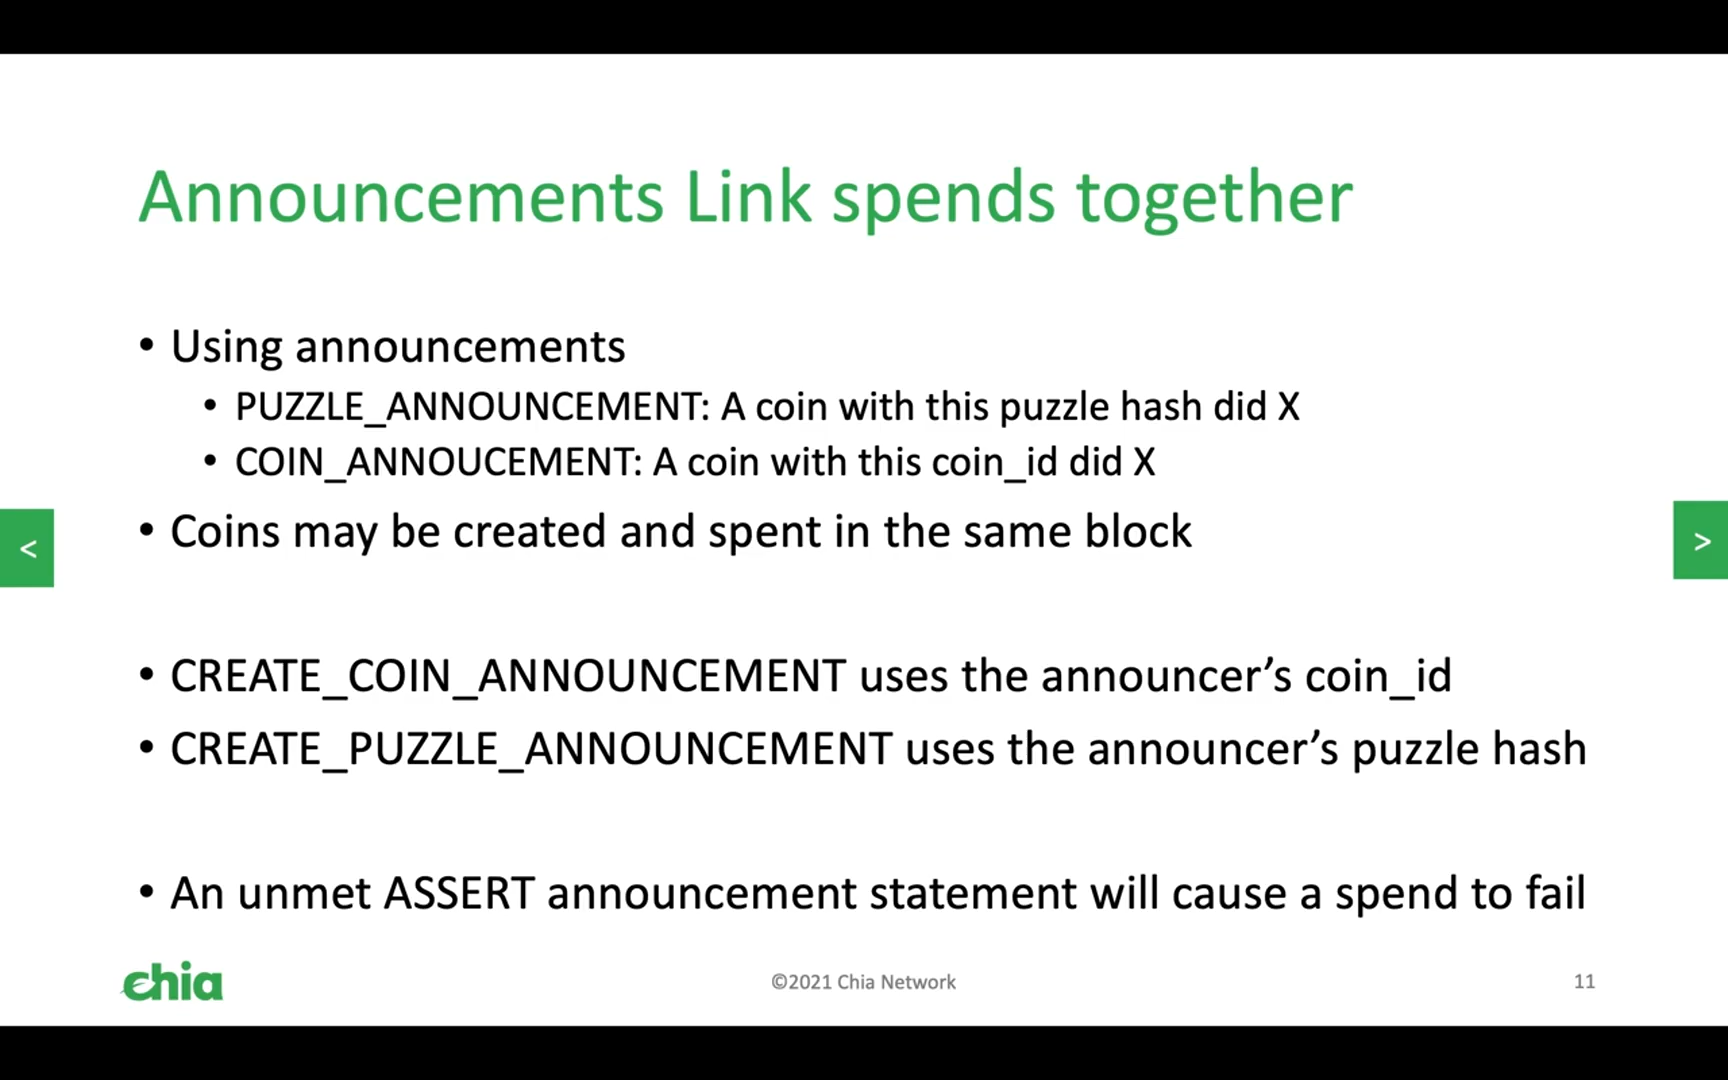 Announcements Link spends together
• Using announcements
• PUZZLE_ANNOUNCEMENT: A coin with this puzzle hash did X
• COIN_ANNOUCEMENT: A coin with this coin_id did X
• Coins may be created and spent in the same block
<
>
• CREATE_COIN_ANNOUNCEMENT uses the announcer’s coin_id
• CREATE_PUZZLE_ANNOUNCEMENT uses the announcer’s puzzle hash
• An unmet ASSERT announcement statement will cause a spend to fail
chia
©2021 Chia Network
11